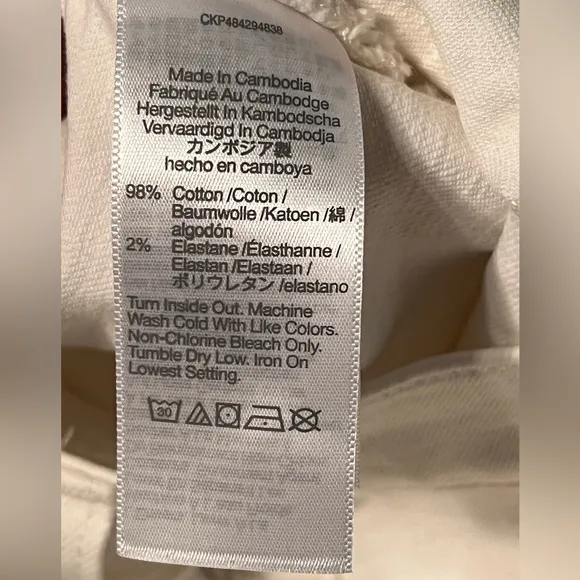 CKP484294838
Made In Cambodia
Fabriqué Au Cambodge
Hergestellt In Kambodscha
Vervaardigd In Cambodja
カンボジア製
hecho en camboya
98% Cotton /Coton /
Baumwolle /Katoen /綿 /
algodón
2% Elastane /Élasthanne /
Elastan /Elastaan /
ポリウレタン /elastano
Turn Inside Out. Machine
Wash Cold With Like Colors.
Non-Chlorine Bleach Only.
Tumble Dry Low. Iron On
Lowest Setting.
30